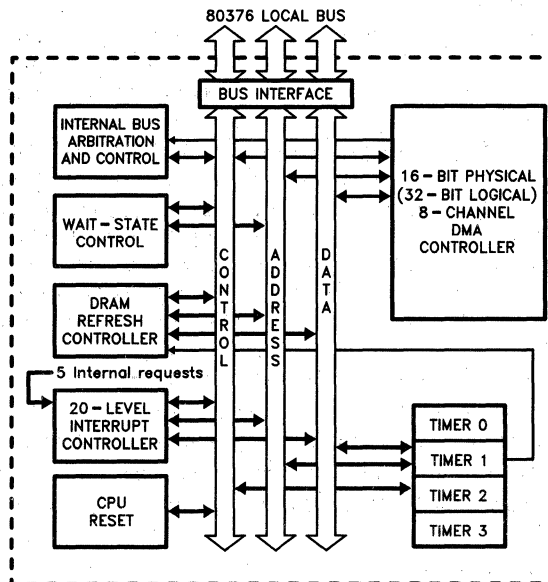 80376 LOCAL BUS
BUS INTERFACE
INTERNAL BUS
ARBITRATION
AND CONTROL
16-BIT PHYSICAL
(32-BIT LOGICAL)
8-CHANNEL
DMA
CONTROLLER
WAIT-STATE
CONTROL
CONTROL
ADDRESS
DATA
DRAM
REFRESH
CONTROLLER
5 Internal requests
20-LEVEL
INTERRUPT
CONTROLLER
TIMER 0
TIMER 1
TIMER 2
TIMER 3
CPU
RESET